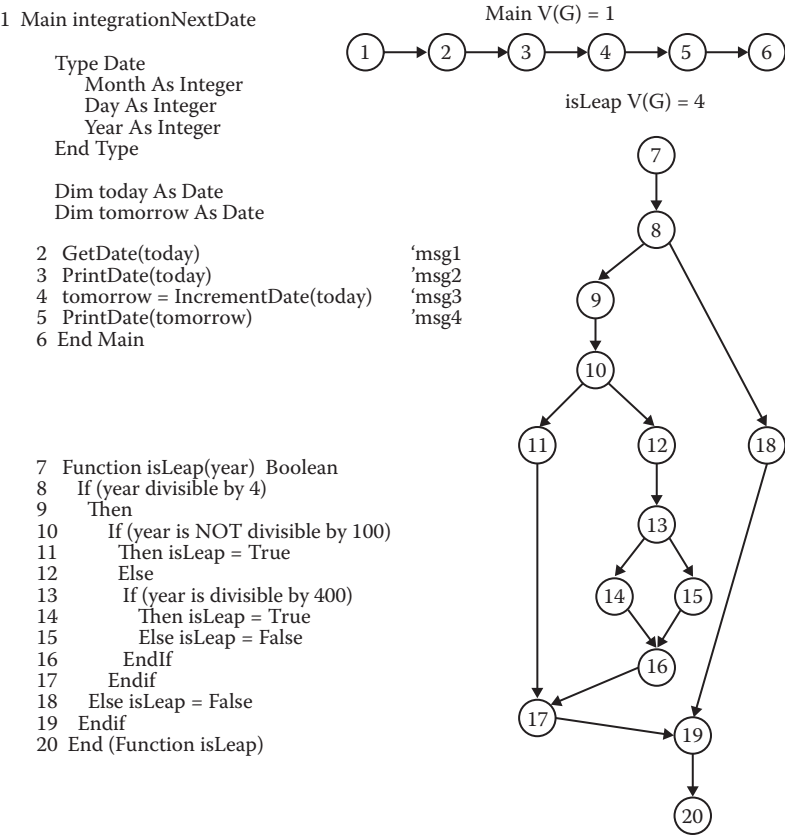 1 Main integrationNextDate
Type Date
Month As Integer
Day As Integer
Year As Integer
End Type
Dim today As Date
Dim tomorrow As Date
2 GetDate(today) ‘msg1
3 PrintDate(today) ’msg2
4 tomorrow = IncrementDate(today) ‘msg3
5 PrintDate(tomorrow) ’msg4
6 End Main
7 Function isLeap(year) Boolean
8 If (year divisible by 4)
9 Then
10 If (year is NOT divisible by 100)
11 Then isLeap = True
12 Else
13 If (year is divisible by 400)
14 Then isLeap = True
15 Else isLeap = False
16 EndIf
17 Endif
18 Else isLeap = False
19 Endif
20 End (Function isLeap)
Main V(G) = 1
1 2 3 4 5 6
isLeap V(G) = 4
7
8
9
10
11 12 18
13
14 15
16
17
19
20